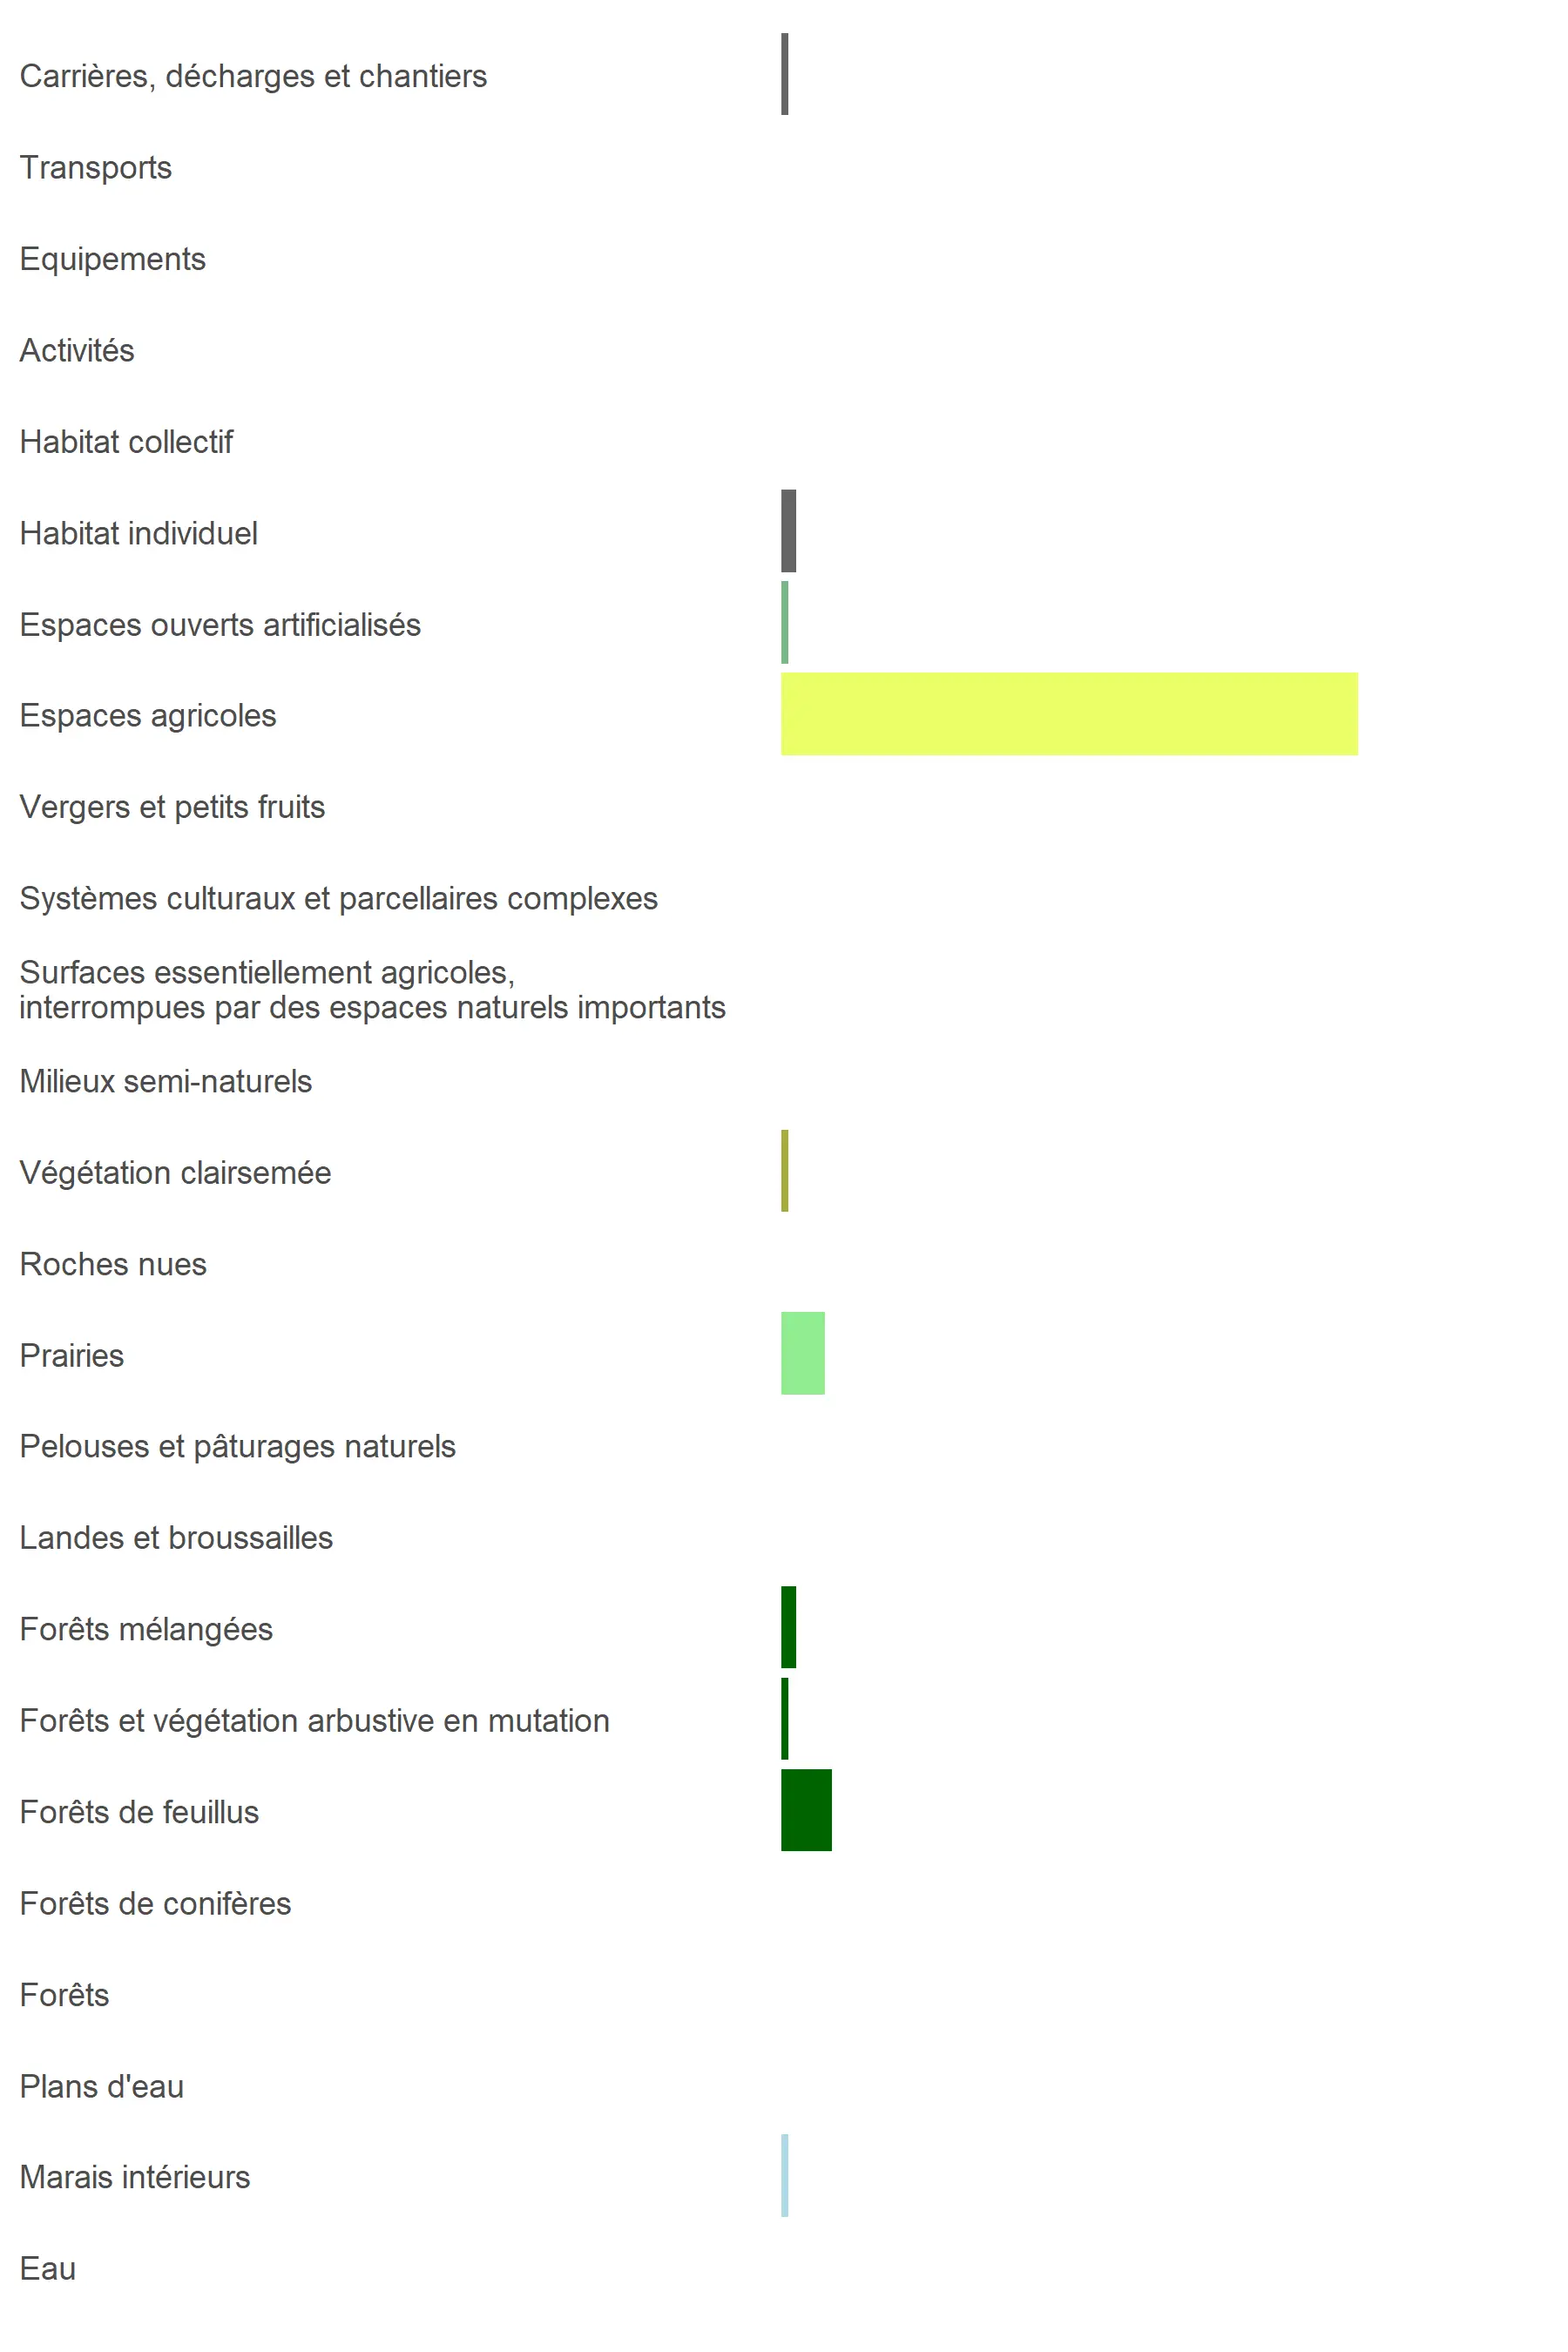 Carrières, décharges et chantiers
Transports
Equipements
Activités
Habitat collectif
Habitat individuel
Espaces ouverts artificialisés
Espaces agricoles
Vergers et petits fruits
Systèmes culturaux et parcellaires complexes
Surfaces essentiellement agricoles,
interrompues par des espaces naturels importants
Milieux semi-naturels
Végétation clairsemée
Roches nues
Prairies
Pelouses et pâturages naturels
Landes et broussailles
Forêts mélangées
Forêts et végétation arbustive en mutation
Forêts de feuillus
Forêts de conifères
Forêts
Plans d'eau
Marais intérieurs
Eau